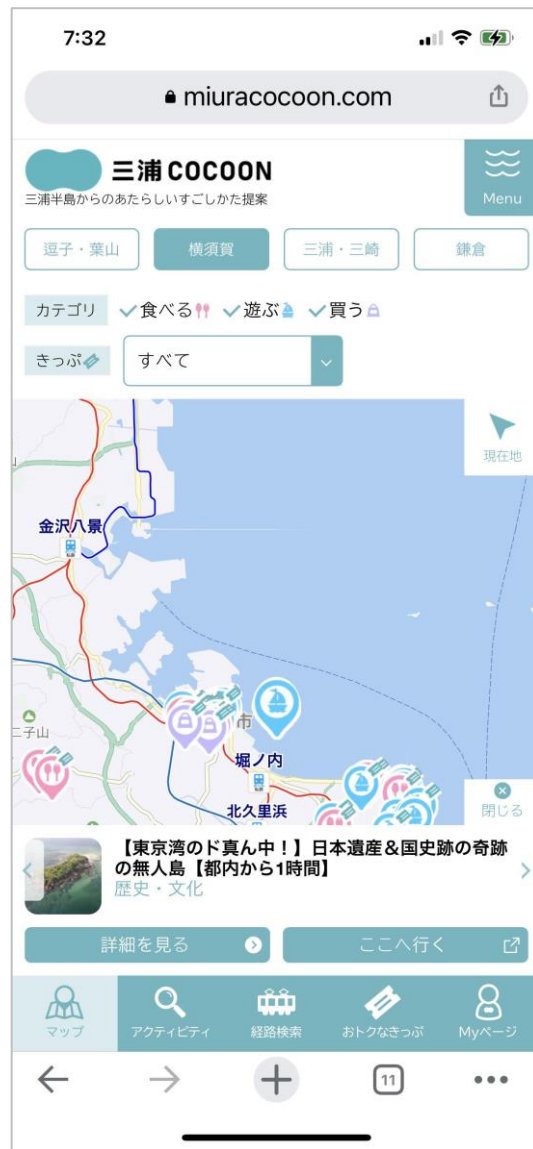 7:32
miuracocoon.com
三浦COCOON
三浦半島からのあたらしいすごしかた提案
Menu
逗子・葉山
横須賀
三浦・三崎
鎌倉
カテゴリ
食べる
遊ぶ
買う
きっぷ
すべて
現在地
金沢八景
二子山
市
堀ノ内
北久里浜
閉じる
【東京湾のド真ん中!】日本遺産&国史跡の奇跡
の無人島【都内から1時間】
歴史・文化
詳細を見る
ここへ行く
マップ
アクティビティ
経路検索
おトクなきっぷ
Myページ
11